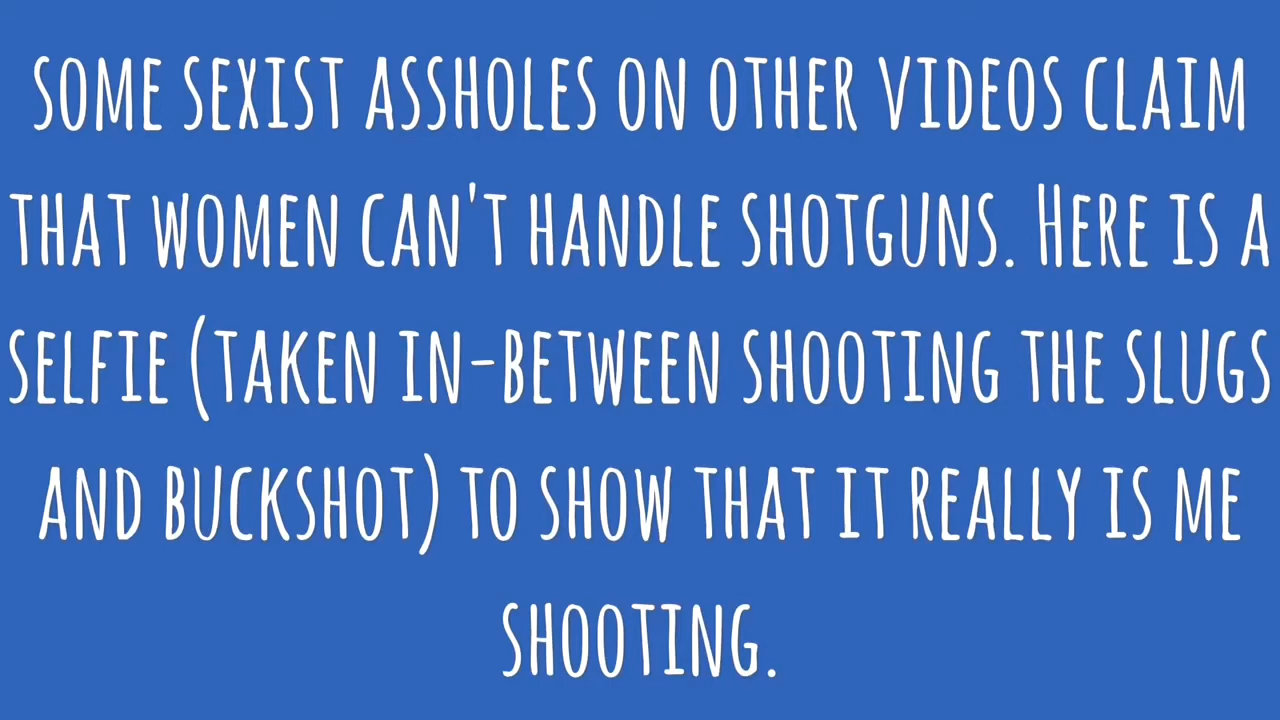 SOME SEXIST ASSHOLES ON OTHER VIDEOS CLAIM
THAT WOMEN CAN'T HANDLE SHOTGUNS. HERE IS A
SELFIE (TAKEN IN-BETWEEN SHOOTING THE SLUGS
AND BUCKSHOT) TO SHOW THAT IT REALLY IS ME
SHOOTING.